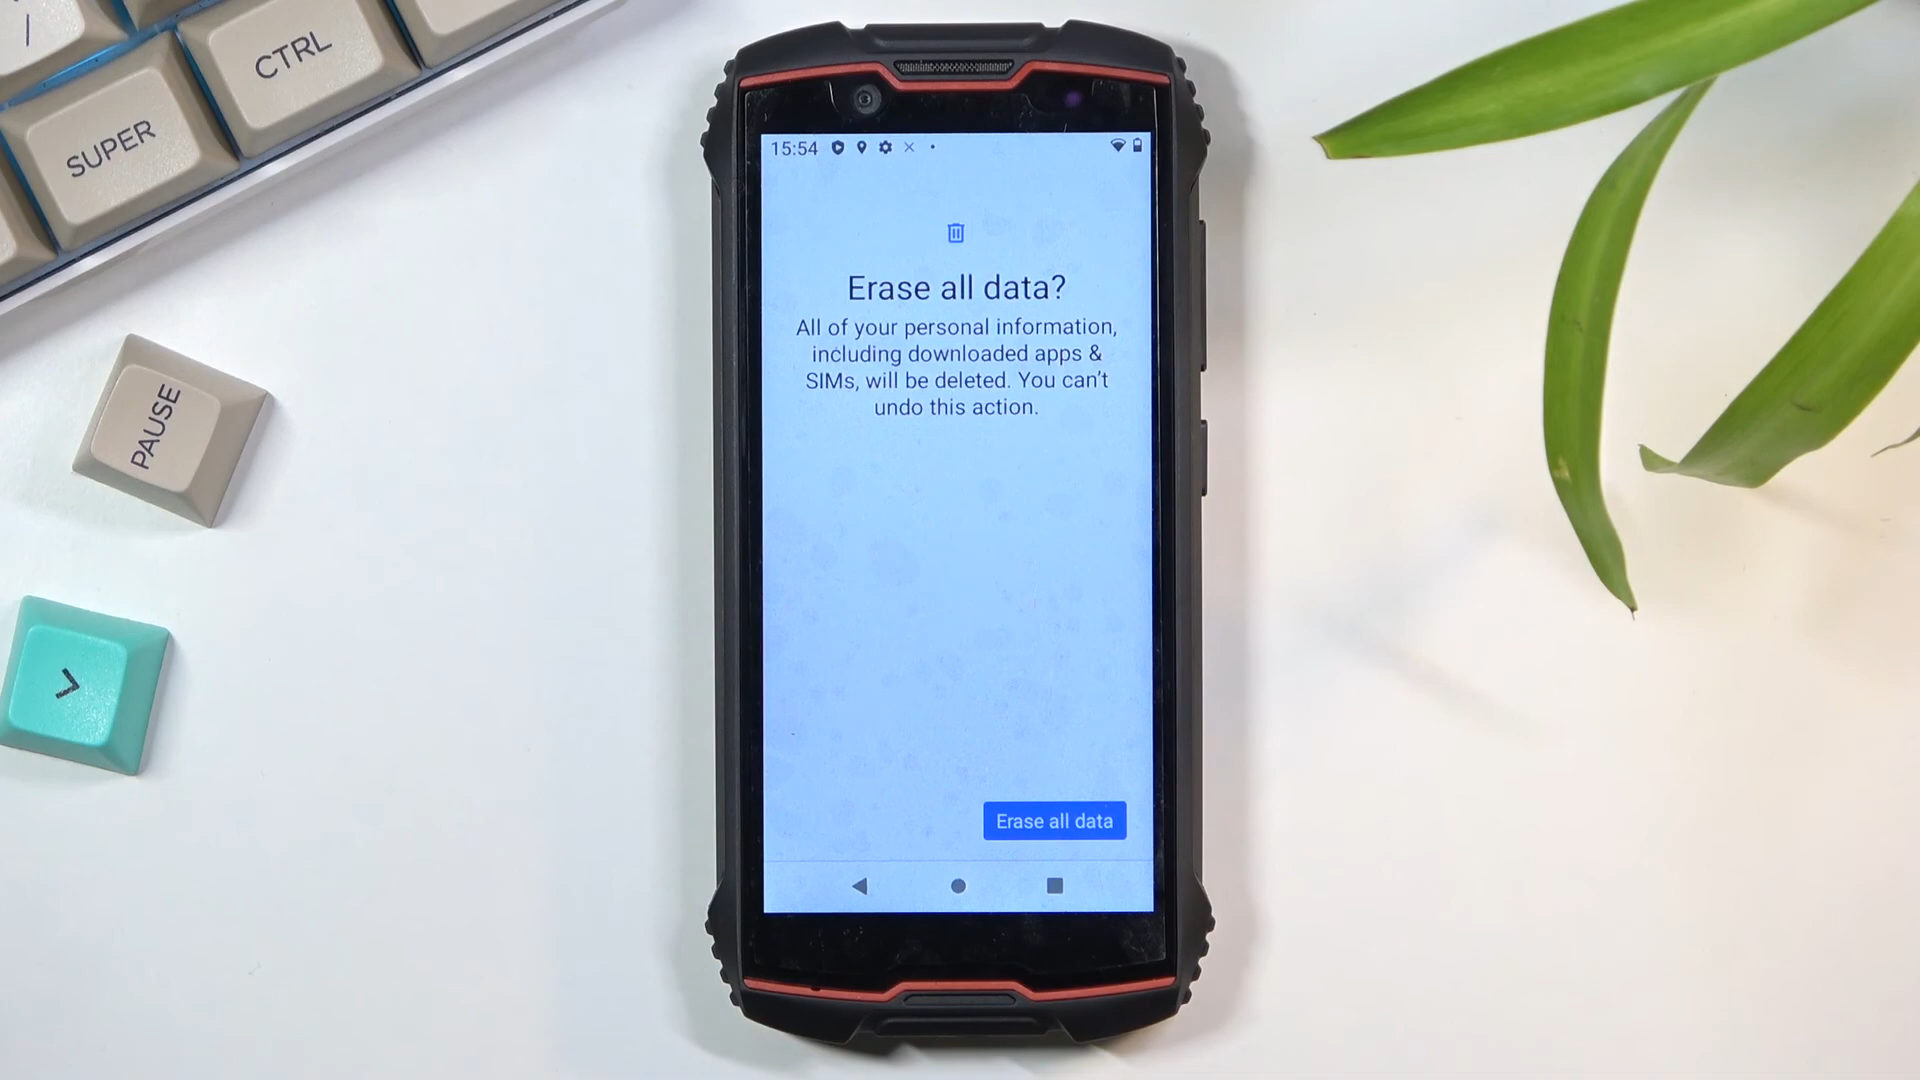 /
CTRL
SUPER
PAUSE
15:54
Erase all data?
All of your personal information,
including downloaded apps &
SIMs, will be deleted. You can’t
undo this action.
Erase all data